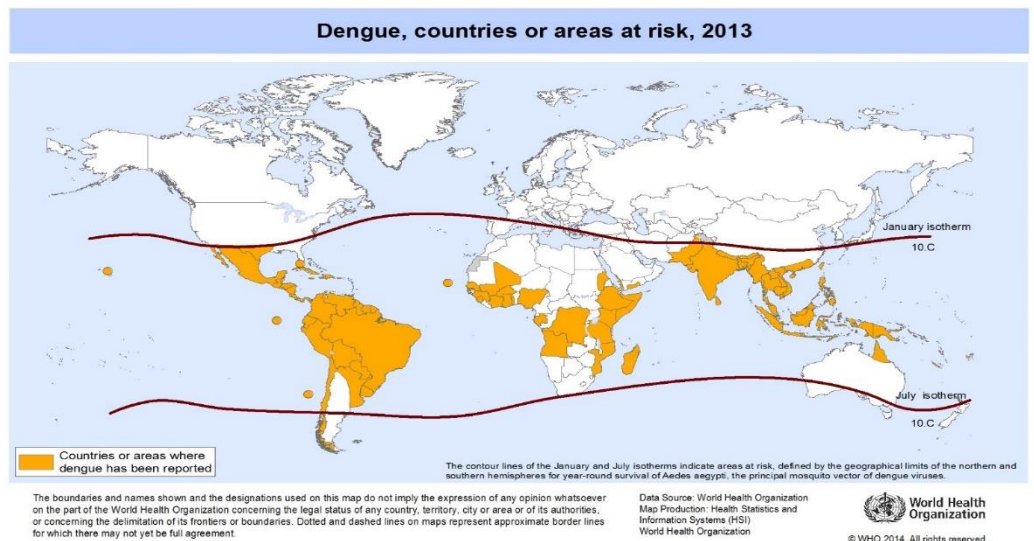 Dengue, countries or areas at risk, 2013
January isotherm
10.C
July isotherm
10.C
Countries or areas where
dengue has been reported
The contour lines of the January and July isotherms indicate areas at risk, defined by the geographical limits of the northern and
southern hemispheres for year-round survival of Aedes aegypti, the principal mosquito vector of dengue viruses.
The boundaries and names shown and the designations used on this map do not imply the expression of any opinion whatsoever
on the part of the World Health Organization concerning the legal status of any country, territory, city or area or of its authorities,
or concerning the delimitation of its frontiers or boundaries. Dotted and dashed lines on maps represent approximate border lines
for which there may not yet be full agreement.
Data Source: World Health Organization
Map Production: Health Statistics and
Information Systems (HSI)
World Health Organization
World Health
Organization
© WHO 2014. All rights reserved